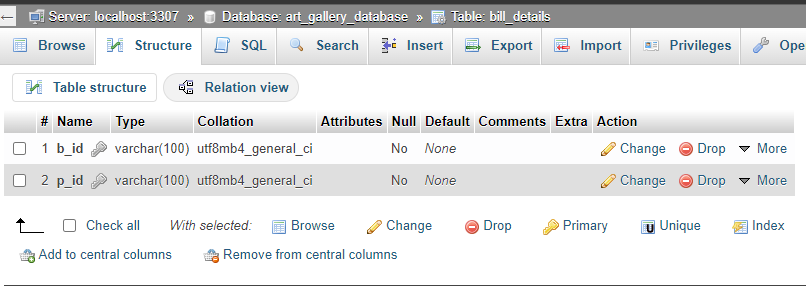 Server: localhost:3307 » Database: art_gallery_database » Table: bill_details
Browse Structure SQL Search Insert Export Import Privileges Ope
Table structure Relation view
# Name Type Collation Attributes Null Default Comments Extra Action
1 b_id varchar(100) utf8mb4_general_ci No None Change Drop More
2 p_id varchar(100) utf8mb4_general_ci No None Change Drop More
Check all With selected: Browse Change Drop Primary Unique Index
Add to central columns Remove from central columns